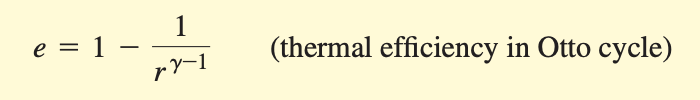 e = 1 − 1/r^(γ−1) (thermal efficiency in Otto cycle)